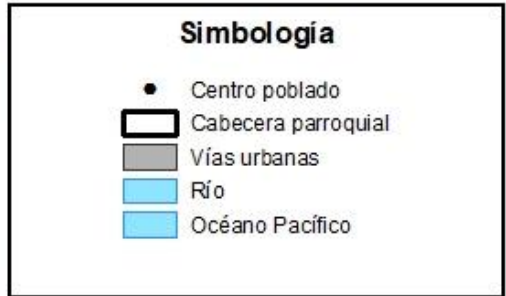 Simbología
Centro poblado
Cabecera parroquial
Vías urbanas
Río
Océano Pacífico